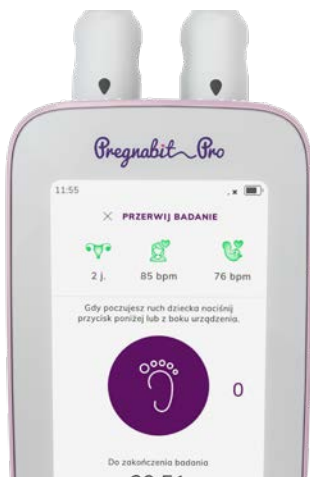 Pregnabit Pro
11:55
× PRZERWIJ BADANIE
2 j. 85 bpm 76 bpm
Gdy poczujesz ruch dziecka naciśnij
przycisk poniżej lub z boku urządzenia.
0
Do zakończenia badania